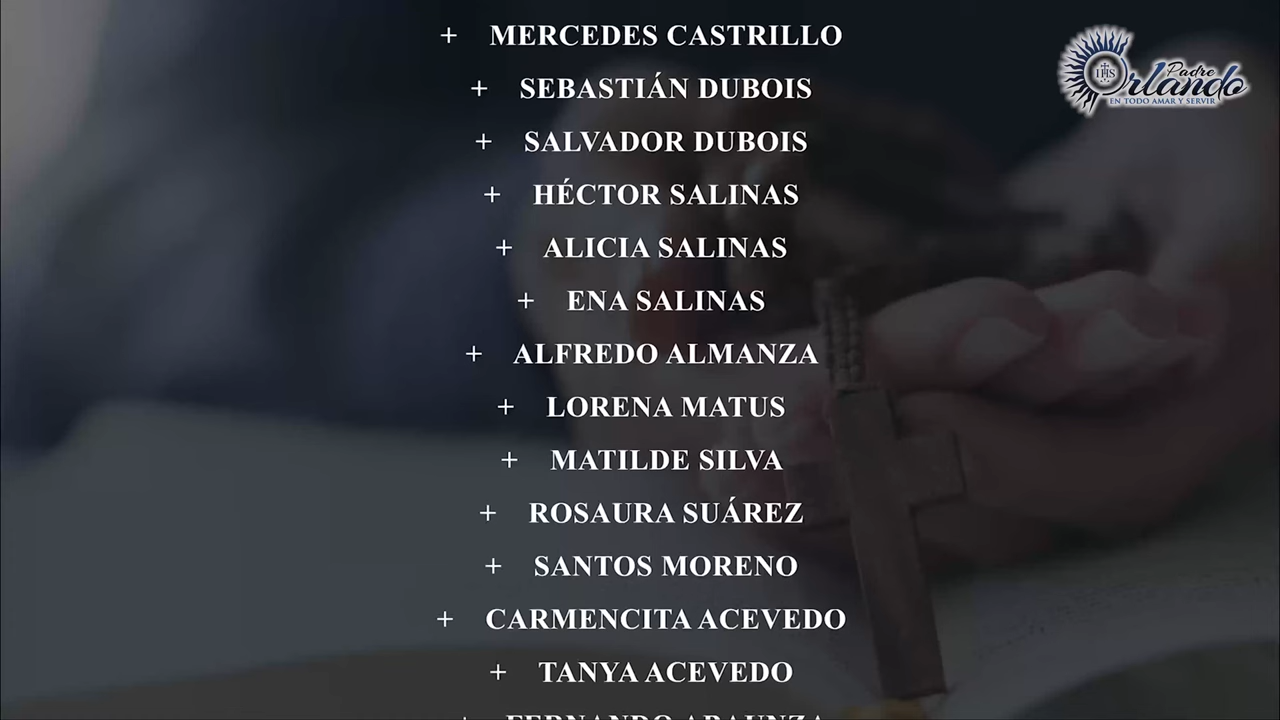 + MERCEDES CASTRILLO
+ SEBASTIÁN DUBOIS
+ SALVADOR DUBOIS
+ HÉCTOR SALINAS
+ ALICIA SALINAS
+ ENA SALINAS
+ ALFREDO ALMANZA
+ LORENA MATUS
+ MATILDE SILVA
+ ROSAURA SUÁREZ
+ SANTOS MORENO
+ CARMENCITA ACEVEDO
+ TANYA ACEVEDO
IHS
Padre
Orlando
EN TODO AMAR Y SERVIR